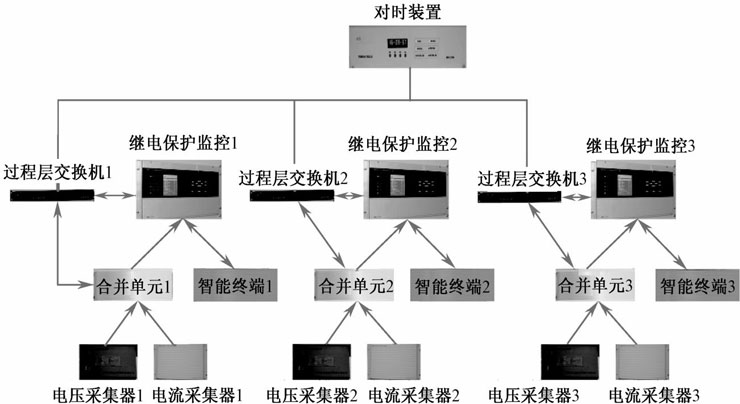 对时装置
继电保护监控1
继电保护监控2
继电保护监控3
过程层交换机1
过程层交换机2
过程层交换机3
合并单元1
智能终端1
合并单元2
智能终端2
合并单元3
智能终端3
电压采集器1
电流采集器1
电压采集器2
电流采集器2
电压采集器3
电流采集器3